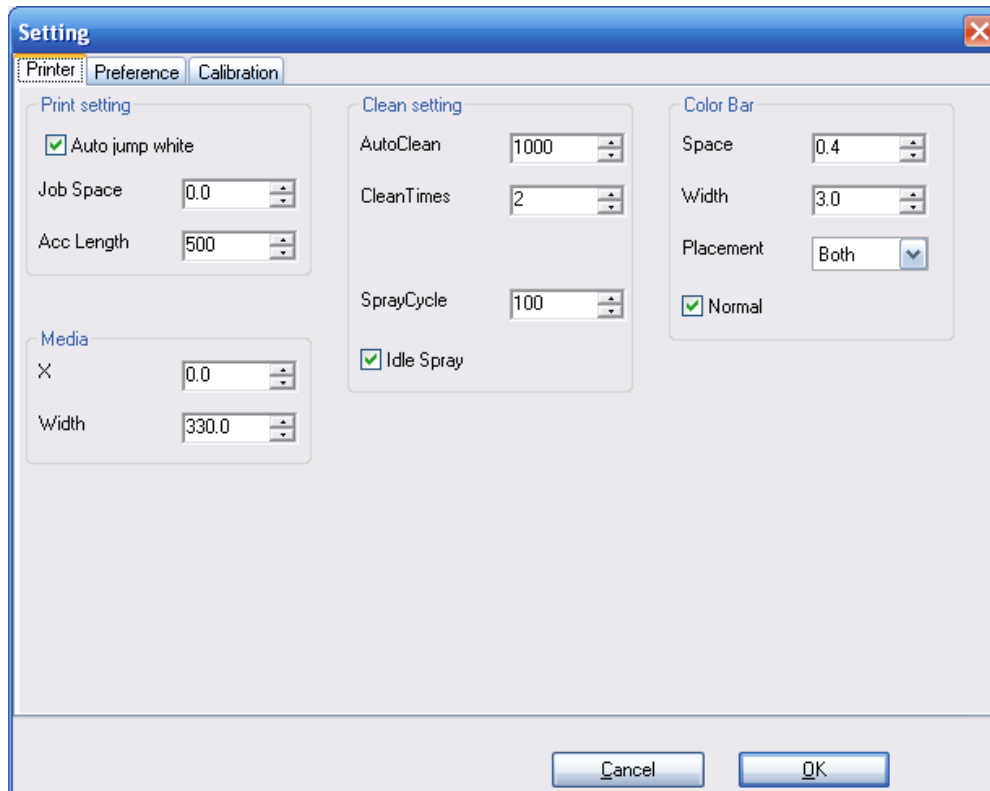 Setting
Printer Preference Calibration
Print setting
Auto jump white
Job Space 0.0
Acc Length 500
Media
X 0.0
Width 330.0
Clean setting
AutoClean 1000
CleanTimes 2
SprayCycle 100
Idle Spray
Color Bar
Space 0.4
Width 3.0
Placement Both
Normal
Cancel OK